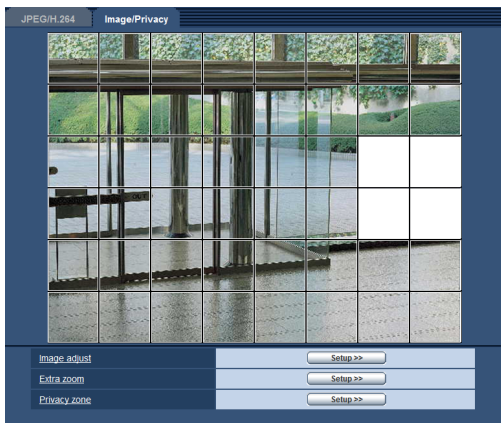 JPEG/H.264
Image/Privacy
Image adjust
Setup >>
Extra zoom
Setup >>
Privacy zone
Setup >>